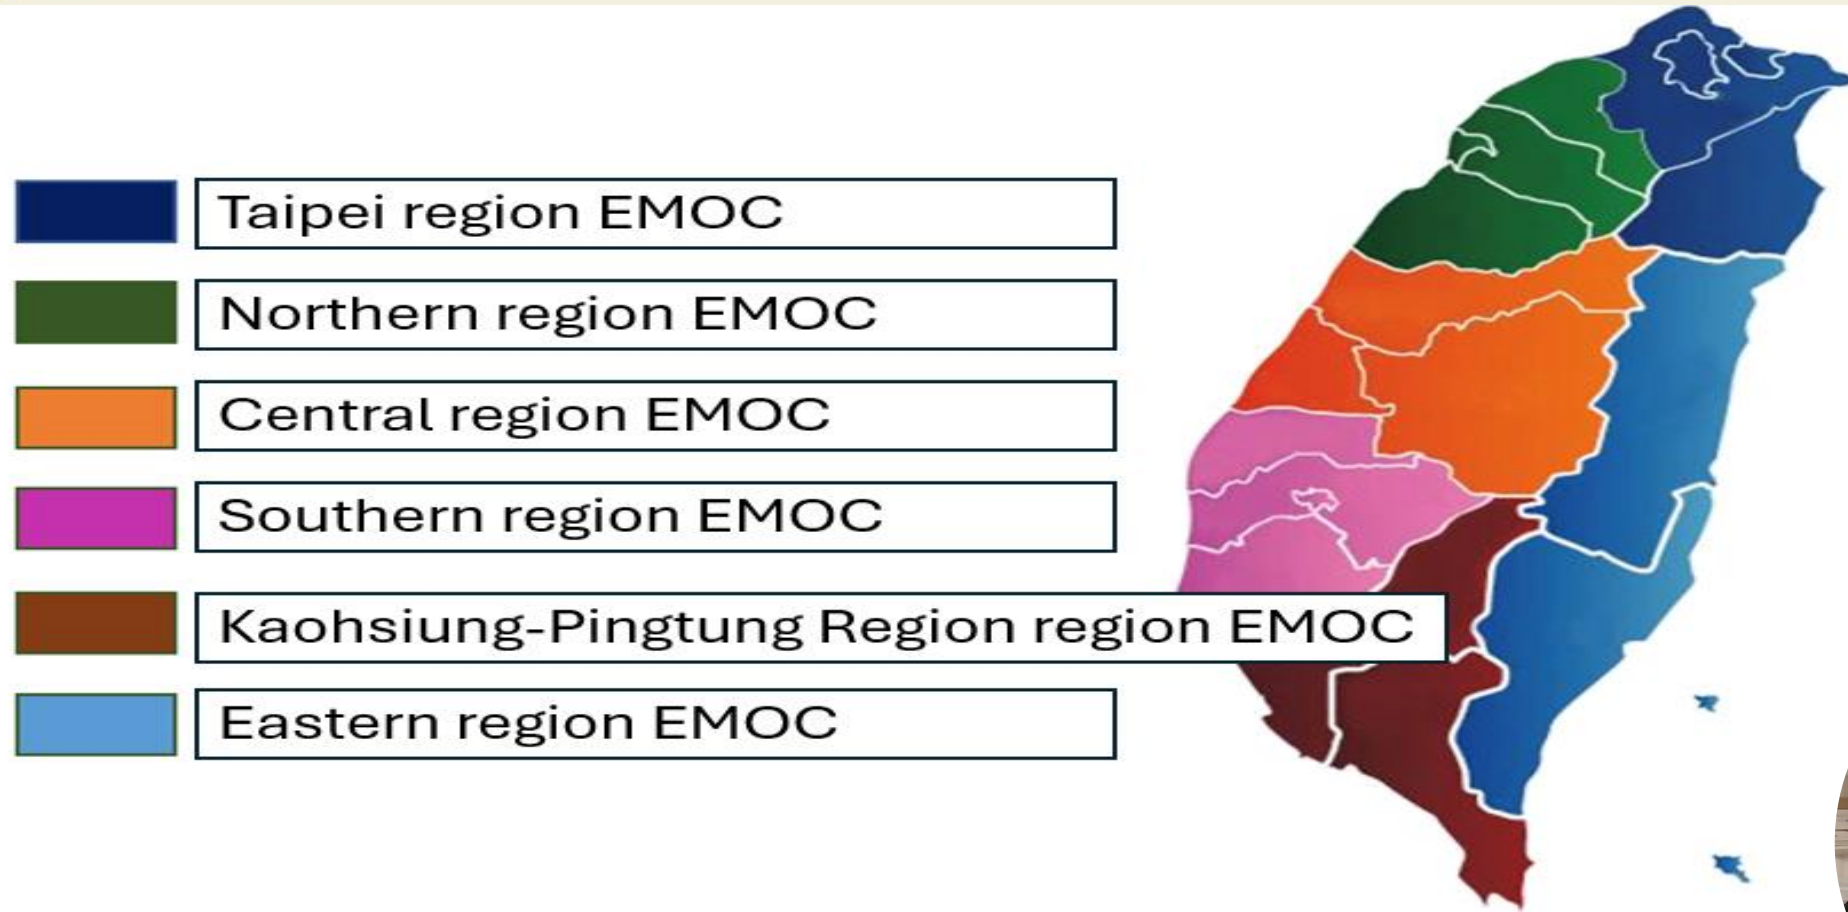 Taipei region EMOC
Northern region EMOC
Central region EMOC
Southern region EMOC
Kaohsiung-Pingtung Region region EMOC
Eastern region EMOC